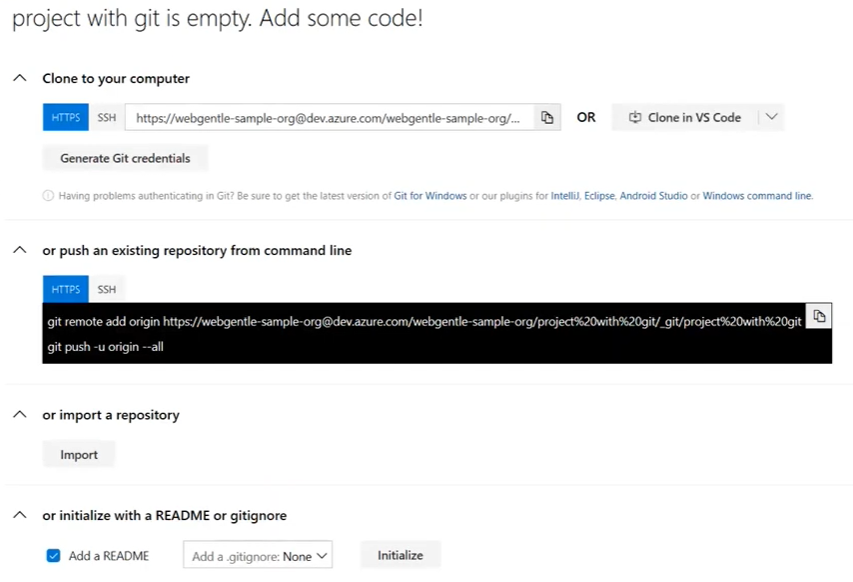 project with git is empty. Add some code!
Clone to your computer
HTTPS SSH https://webgentle-sample-org@dev.azure.com/webgentle-sample-org/... OR Clone in VS Code
Generate Git credentials
Having problems authenticating in Git? Be sure to get the latest version of Git for Windows or our plugins for IntelliJ, Eclipse, Android Studio or Windows command line.
or push an existing repository from command line
HTTPS SSH
git remote add origin https://webgentle-sample-org@dev.azure.com/webgentle-sample-org/project%20with%20git/_git/project%20with%20git
git push -u origin --all
or import a repository
Import
or initialize with a README or gitignore
Add a README Add a .gitignore: None Initialize